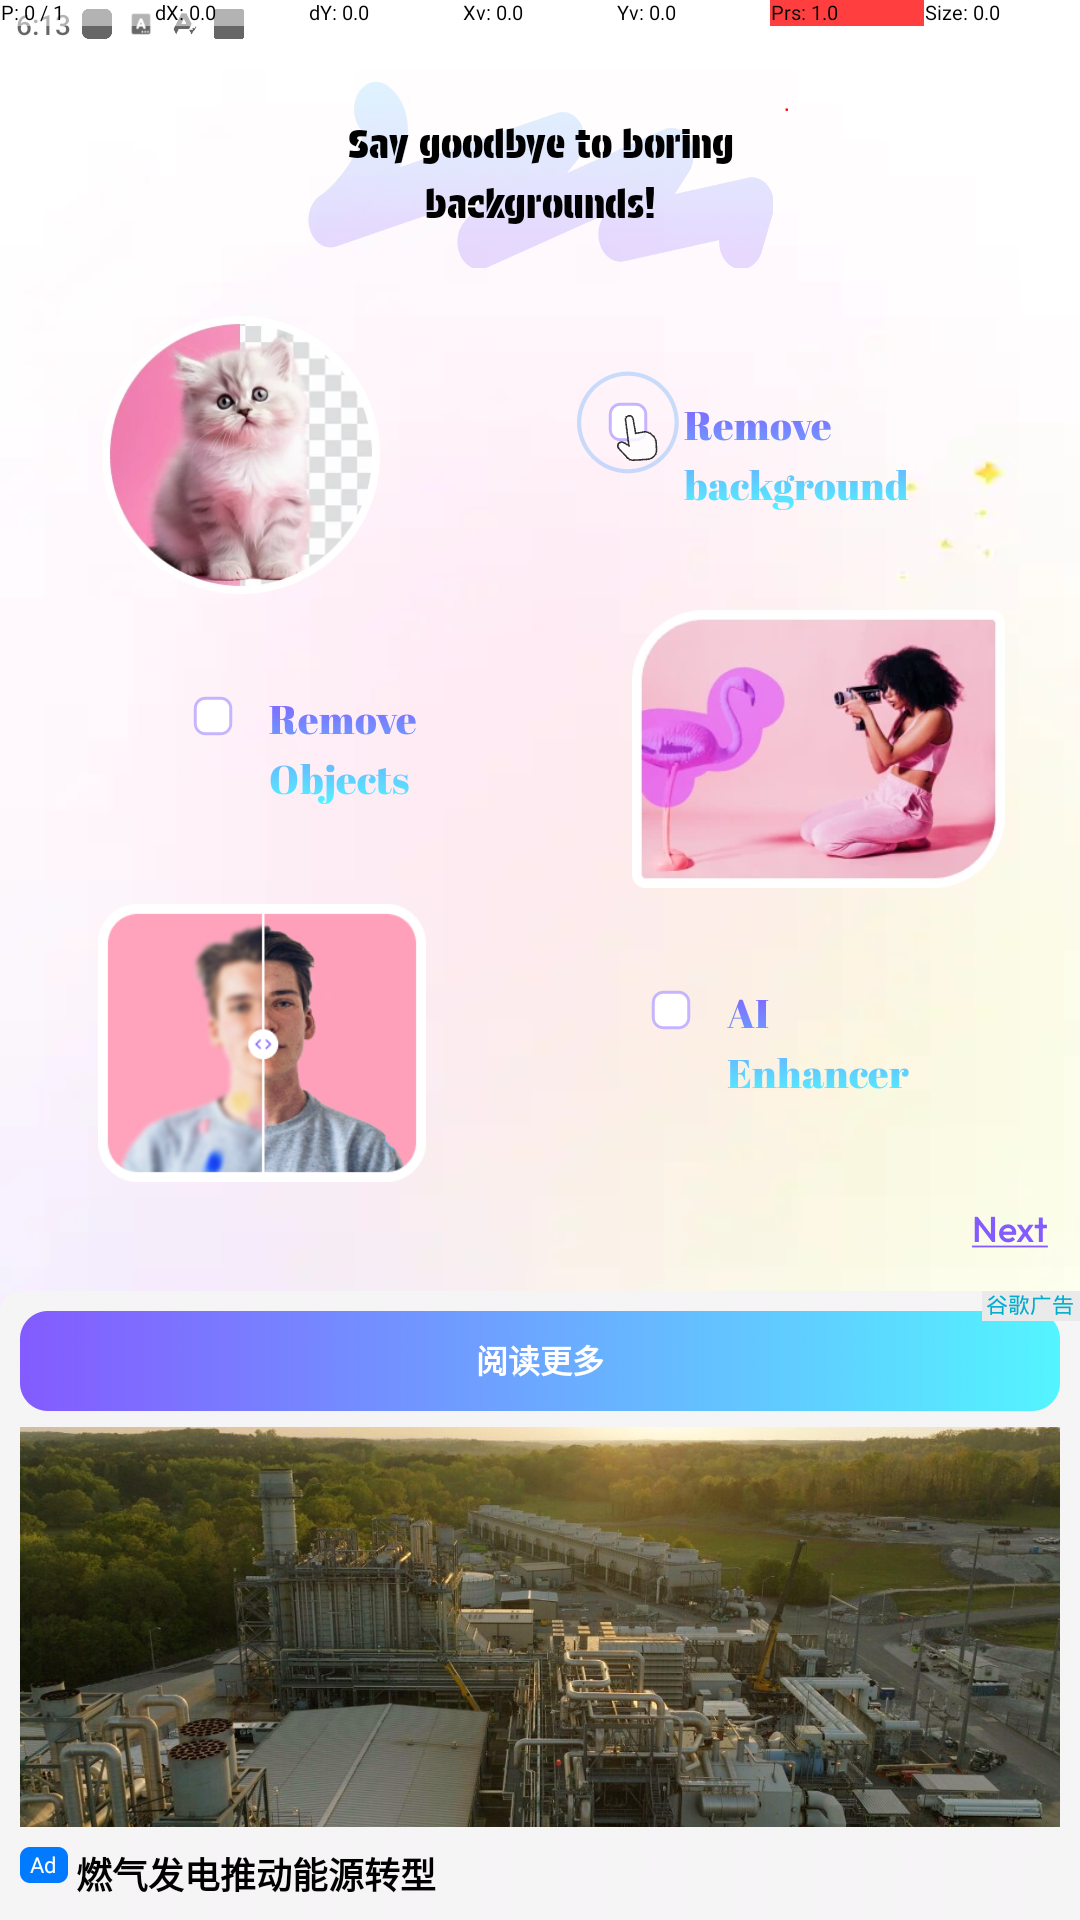 P: 0 / 1 dX: 0.0 dY: 0.0 Xv: 0.0 Yv: 0.0 Prs: 1.0 Size: 0.0
6:13
Say goodbye to boring
backgrounds!
Remove
background
Remove
Objects
AI
Enhancer
Next
谷歌广告
阅读更多
Ad 燃气发电推动能源转型